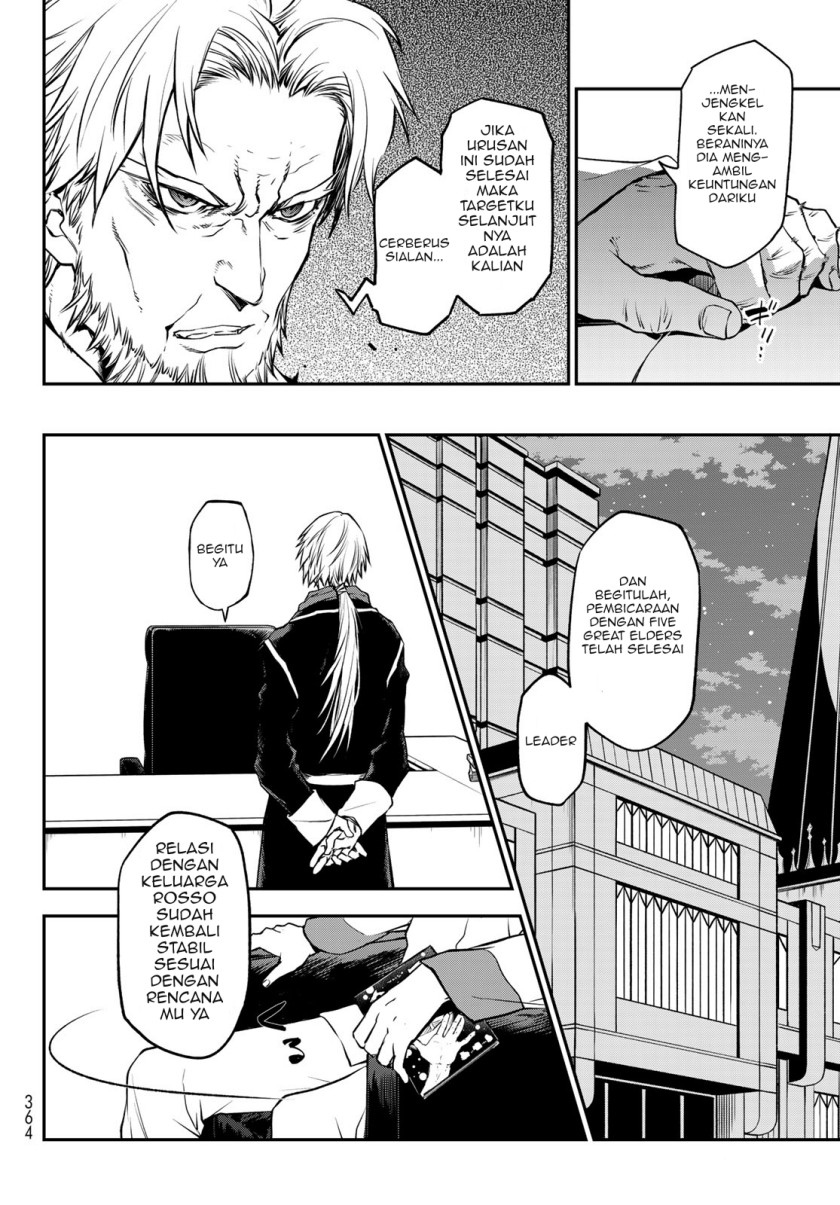 ...MEN-
JENGKEL
KAN
SEKALI.
BERANINYA
DIA MENG-
AMBIL
KEUNTUNGAN
DARIKU
JIKA
URUSAN
INI SUDAH
SELESAI
MAKA
TARGETKU
SELANJUT
NYA
ADALAH
KALIAN
CERBERUS
SIALAN...
DAN
BEGITULAH,
PEMBICARAAN
DENGAN FIVE
GREAT ELDERS
TELAH SELESAI
LEADER
BEGITU
YA
RELASI
DENGAN
KELUARGA
ROSSO
SUDAH
KEMBALI
STABIL
SESUAI
DENGAN
RENCANA
MU YA
364